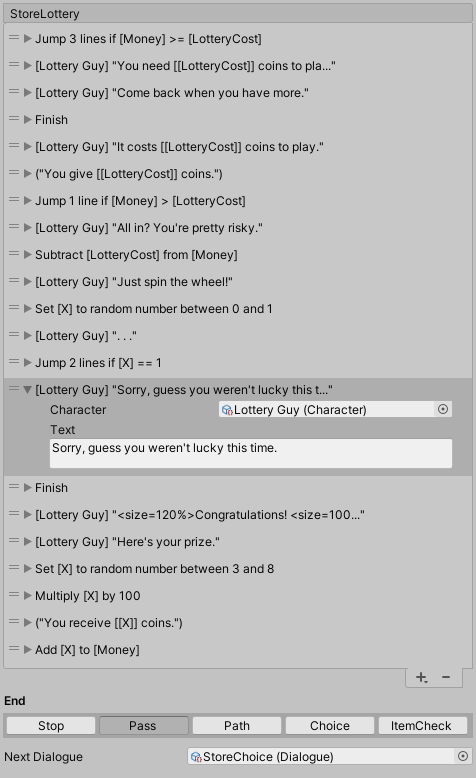 StoreLottery
Jump 3 lines if [Money] >= [LotteryCost]
[Lottery Guy] "You need [[LotteryCost]] coins to pla..."
[Lottery Guy] "Come back when you have more."
Finish
[Lottery Guy] "It costs [[LotteryCost]] coins to play."
("You give [[LotteryCost]] coins.")
Jump 1 line if [Money] > [LotteryCost]
[Lottery Guy] "All in? You're pretty risky."
Subtract [LotteryCost] from [Money]
[Lottery Guy] "Just spin the wheel!"
Set [X] to random number between 0 and 1
[Lottery Guy] ". . ."
Jump 2 lines if [X] == 1
[Lottery Guy] "Sorry, guess you weren't lucky this t..."
Character Lottery Guy (Character)
Text
Sorry, guess you weren't lucky this time.
Finish
[Lottery Guy] "<size=120%>Congratulations! <size=100..."
[Lottery Guy] "Here's your prize."
Set [X] to random number between 3 and 8
Multiply [X] by 100
("You receive [[X]] coins.")
Add [X] to [Money]
End
Stop Pass Path Choice ItemCheck
Next Dialogue StoreChoice (Dialogue)